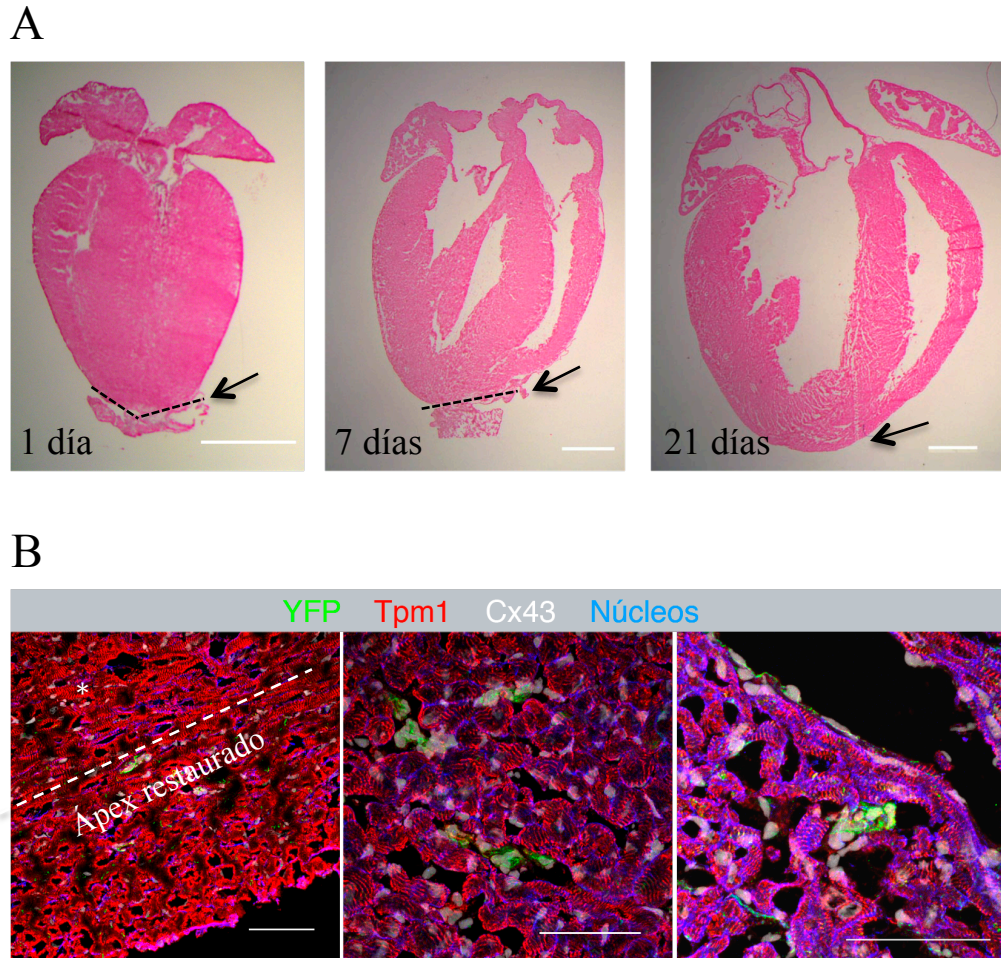 A
1 día
7 días
21 días
B
YFP Tpm1 Cx43 Núcleos
*
Ápex restaurado